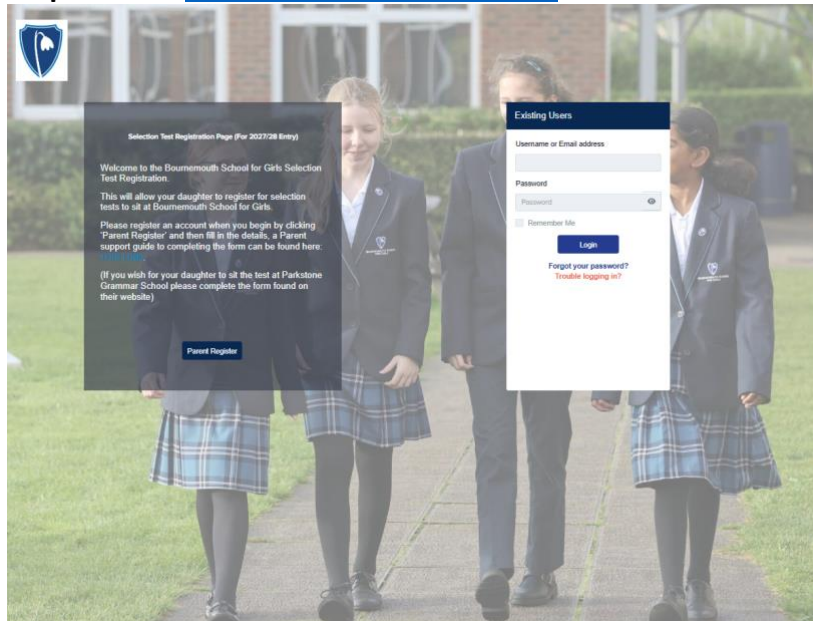 Selection Test Registration Page (For 2027/28 Entry)
Welcome to the Bournemouth School for Girls Selection
Test Registration.
This will allow your daughter to register for selection
tests to sit at Bournemouth School for Girls.
Please register an account when you begin by clicking
'Parent Register' and then fill in the details, a Parent
support guide to completing the form can be found here:
(If you wish for your daughter to sit the test at Parkstone
Grammar School please complete the form found on
their website)
Parent Register
Existing Users
Username or Email address
Password
Password
Remember Me
Login
Forgot your password?
Trouble logging in?